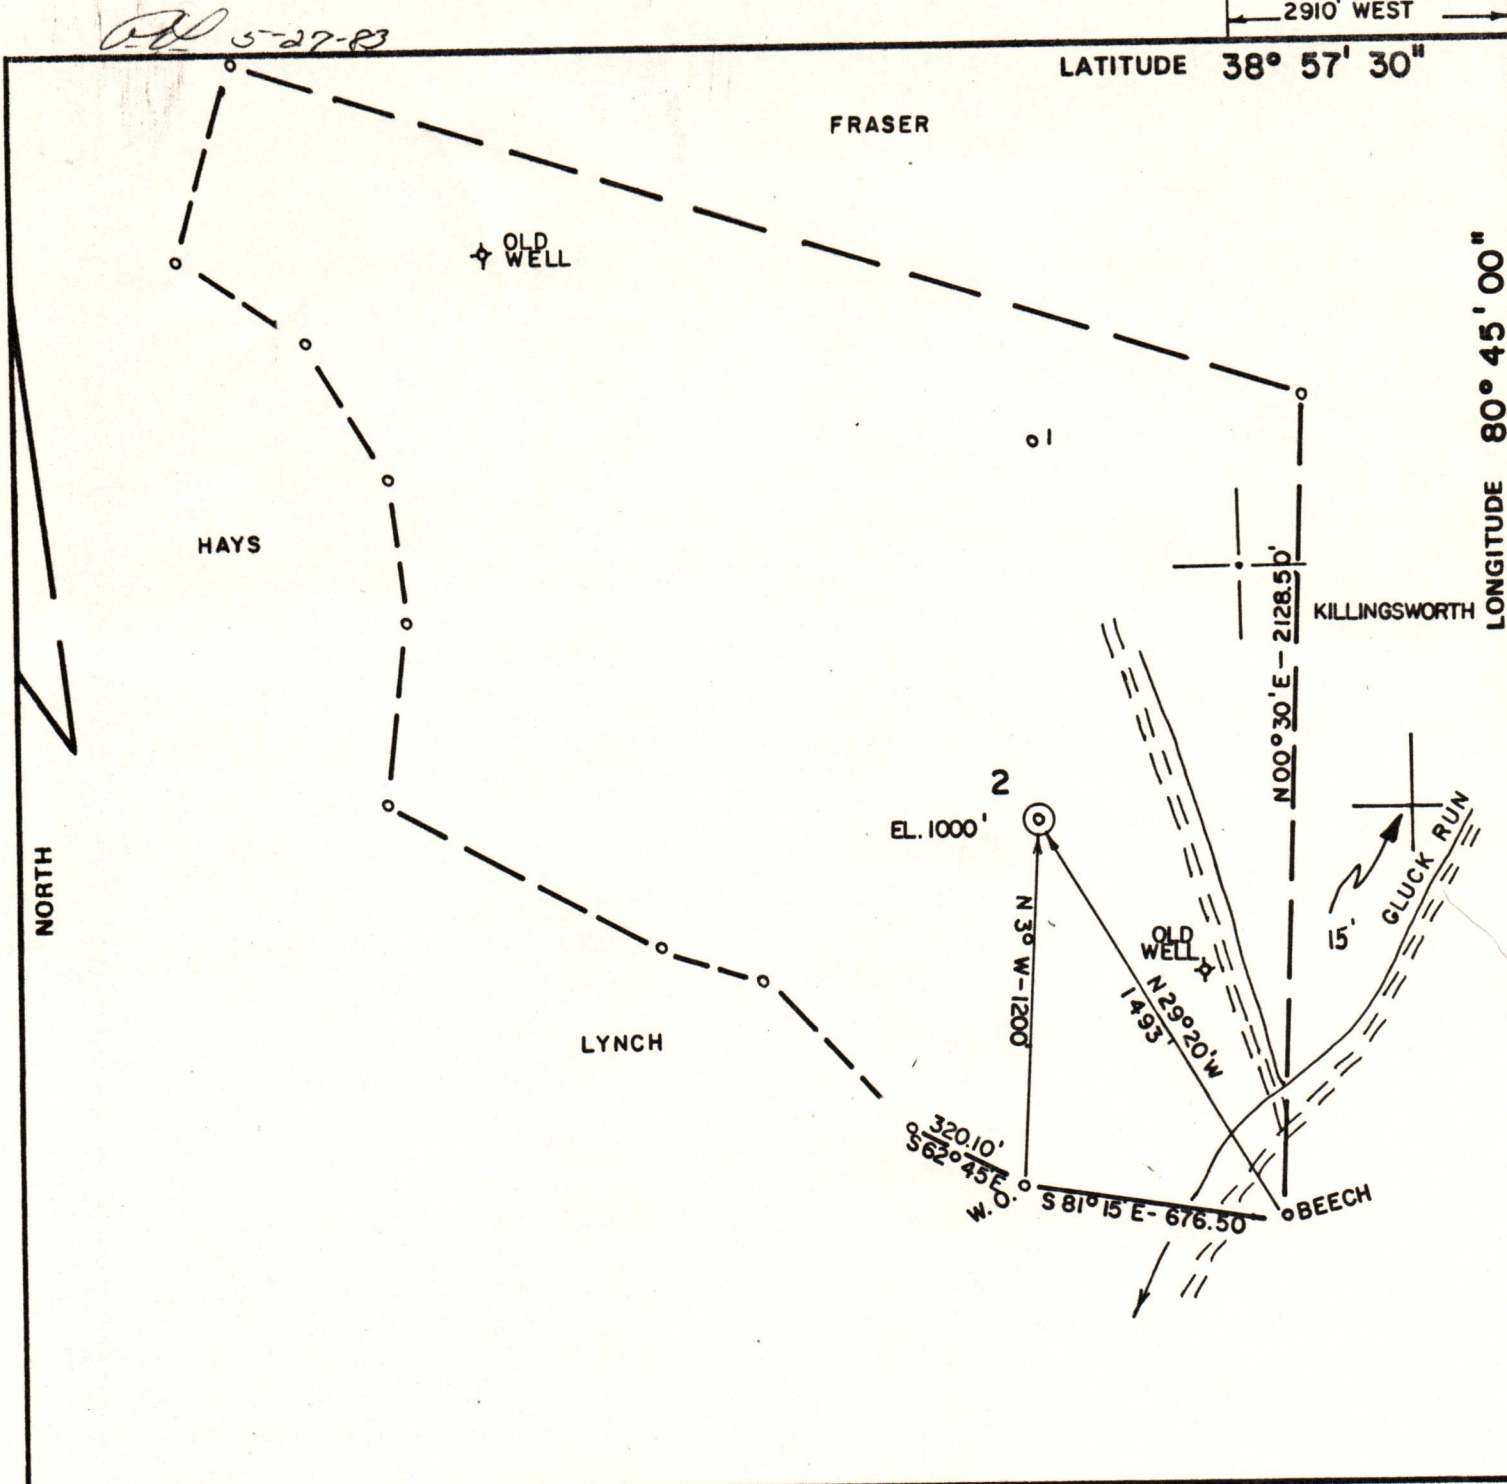 2910' WEST
5-27-83
LATITUDE 38° 57' 30"
FRASER
OLD
WELL
LONGITUDE 80° 45' 00"
1
HAYS
N00°30'E-2128.50'
KILLINGSWORTH
2
EL. 1000'
GLUCK RUN
15'
NORTH
N 3° W-1200'
OLD
WELL
N 29°20'W
1493'
LYNCH
320.10'
S62°45'E
W.O.
S 81°15'E-676.50
BEECH